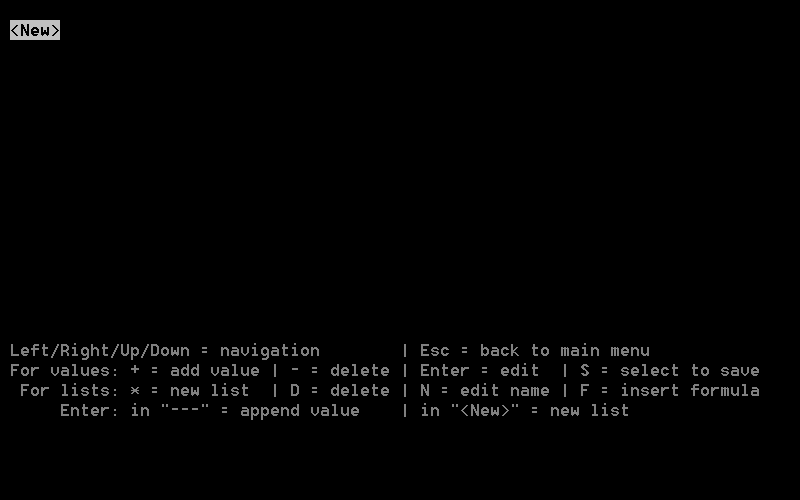 <New>
Left/Right/Up/Down = navigation        | Esc = back to main menu
For values: + = add value | - = delete | Enter = edit  | S = select to save
For lists: * = new list  | D = delete | N = edit name | F = insert formula
Enter: in "---" = append value    | in "<New>" = new list